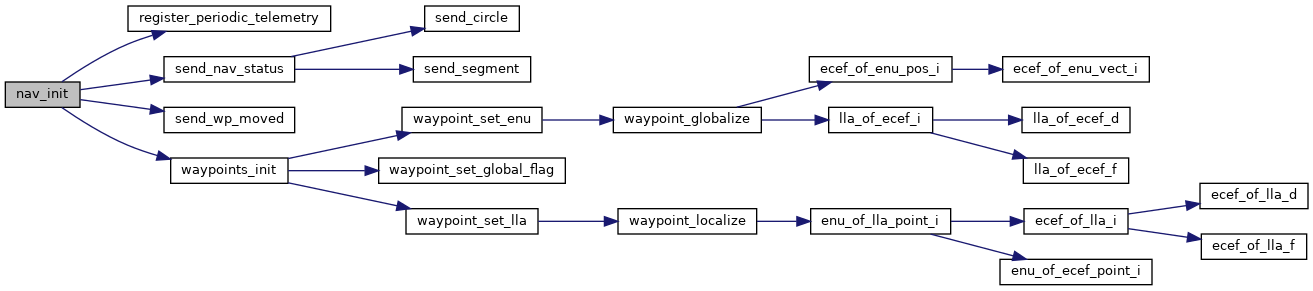 nav_init
register_periodic_telemetry
send_nav_status
send_circle
send_segment
send_wp_moved
waypoints_init
waypoint_set_enu
waypoint_globalize
ecef_of_enu_pos_i
ecef_of_enu_vect_i
lla_of_ecef_i
lla_of_ecef_d
lla_of_ecef_f
waypoint_set_global_flag
waypoint_set_lla
waypoint_localize
enu_of_lla_point_i
ecef_of_lla_i
ecef_of_lla_d
ecef_of_lla_f
enu_of_ecef_point_i